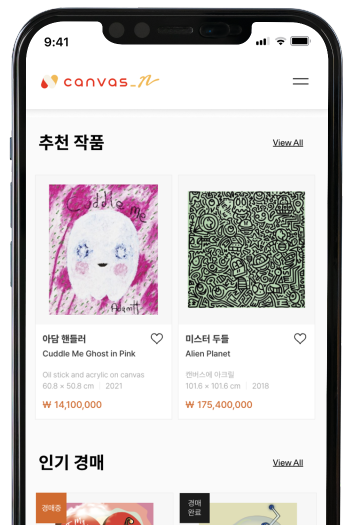 9:41
canvas_n
추천 작품
View All
Cuddle me
AdamH
아담 핸들러
Cuddle Me Ghost in Pink
Oil stick and acrylic on canvas
60.8 × 50.8 cm | 2021
₩ 14,100,000
미스터 두들
Alien Planet
캔버스에 아크릴
101.6 × 101.6 cm | 2018
₩ 175,400,000
인기 경매
View All
경매중
경매
완료